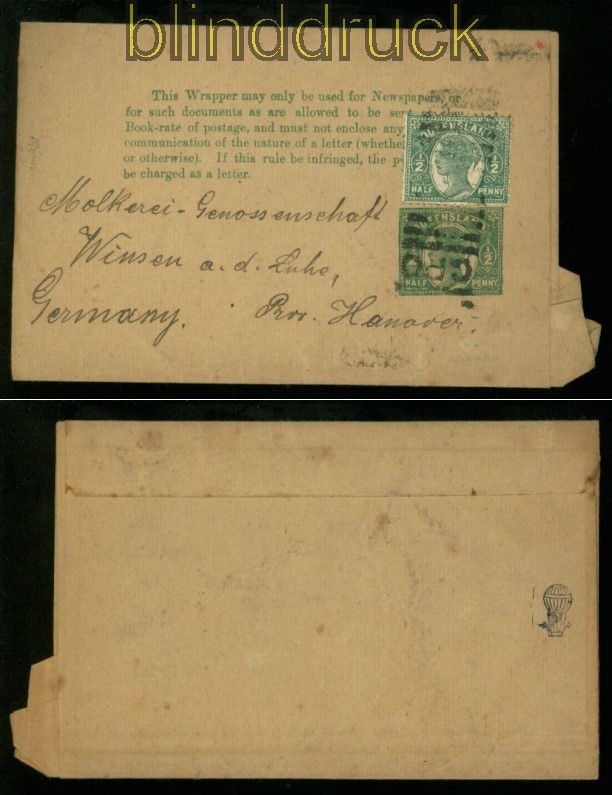 blinddruck
This Wrapper may only be used for Newspapers, or
for such documents as are allowed to be sent
Book-rate of postage, and must not enclose any
communication of the nature of a letter (whether
or otherwise). If this rule be infringed, the
be charged as a letter.
QUEENSLAND
½ ½
HALF PENNY
QUEENSLAND
½
HALF PENNY
Molkerei-Genossenschaft
Winsen a. d. Luhe,
Germany. Prov. Hanover.